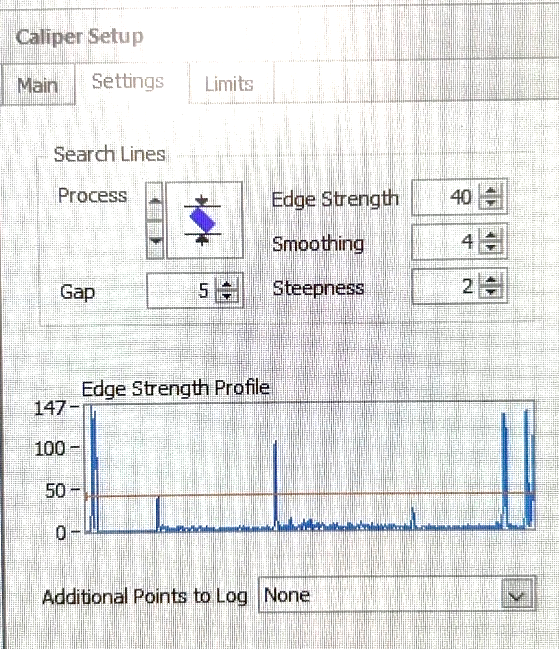 Caliper Setup
Main Settings Limits
Search Lines
Process
Edge Strength 40
Smoothing 4
Gap 5 Steepness 2
Edge Strength Profile
147
100
50
0
Additional Points to Log None